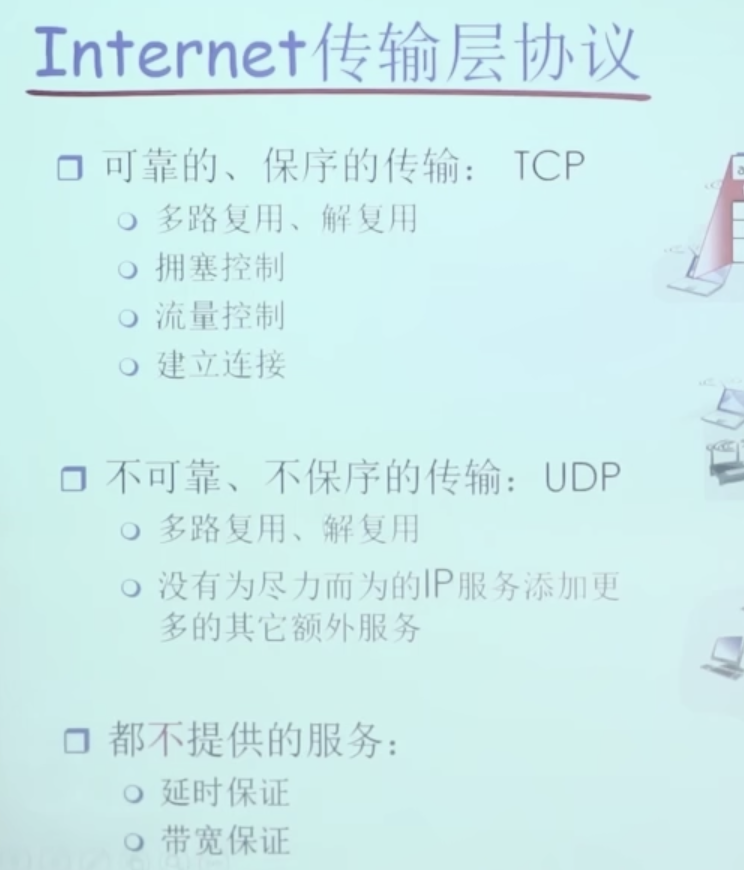 Internet传输层协议
可靠的、保序的传输： TCP
多路复用、解复用
拥塞控制
流量控制
建立连接
不可靠、不保序的传输：UDP
多路复用、解复用
没有为尽力而为的IP服务添加更
多的其它额外服务
都不提供的服务：
延时保证
带宽保证